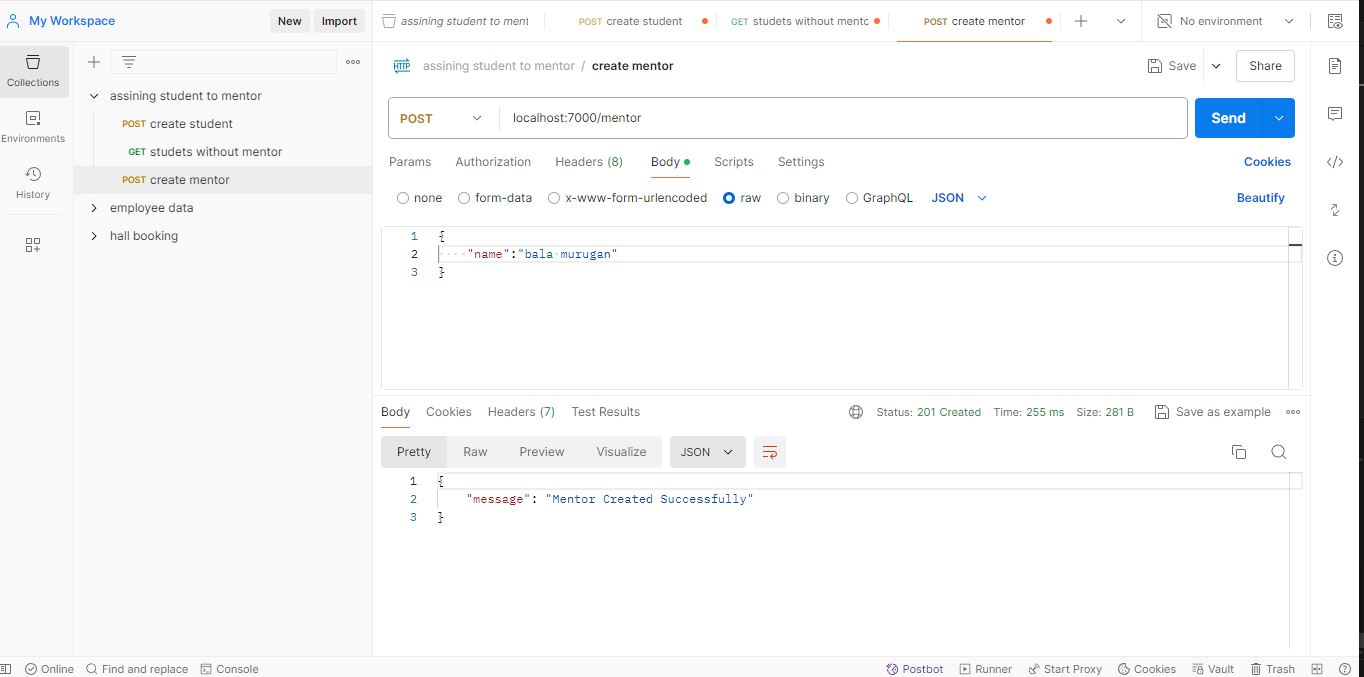 My Workspace
New
Import
assining student to ment
POST create student
GET studets without mentc
POST create mentor
No environment
Collections
Environments
History
assining student to mentor
POST create student
GET studets without mentor
POST create mentor
employee data
hall booking
HTTP assining student to mentor / create mentor
Save
Share
POST
localhost:7000/mentor
Send
Params
Authorization
Headers (8)
Body
Scripts
Settings
Cookies
none
form-data
x-www-form-urlencoded
raw
binary
GraphQL
JSON
Beautify
1 {
2 "name":"bala murugan"
3 }
Body
Cookies
Headers (7)
Test Results
Status: 201 Created
Time: 255 ms
Size: 281 B
Save as example
Pretty
Raw
Preview
Visualize
JSON
1 {
2 "message": "Mentor Created Successfully"
3 }
Online
Find and replace
Console
Postbot
Runner
Start Proxy
Cookies
Vault
Trash